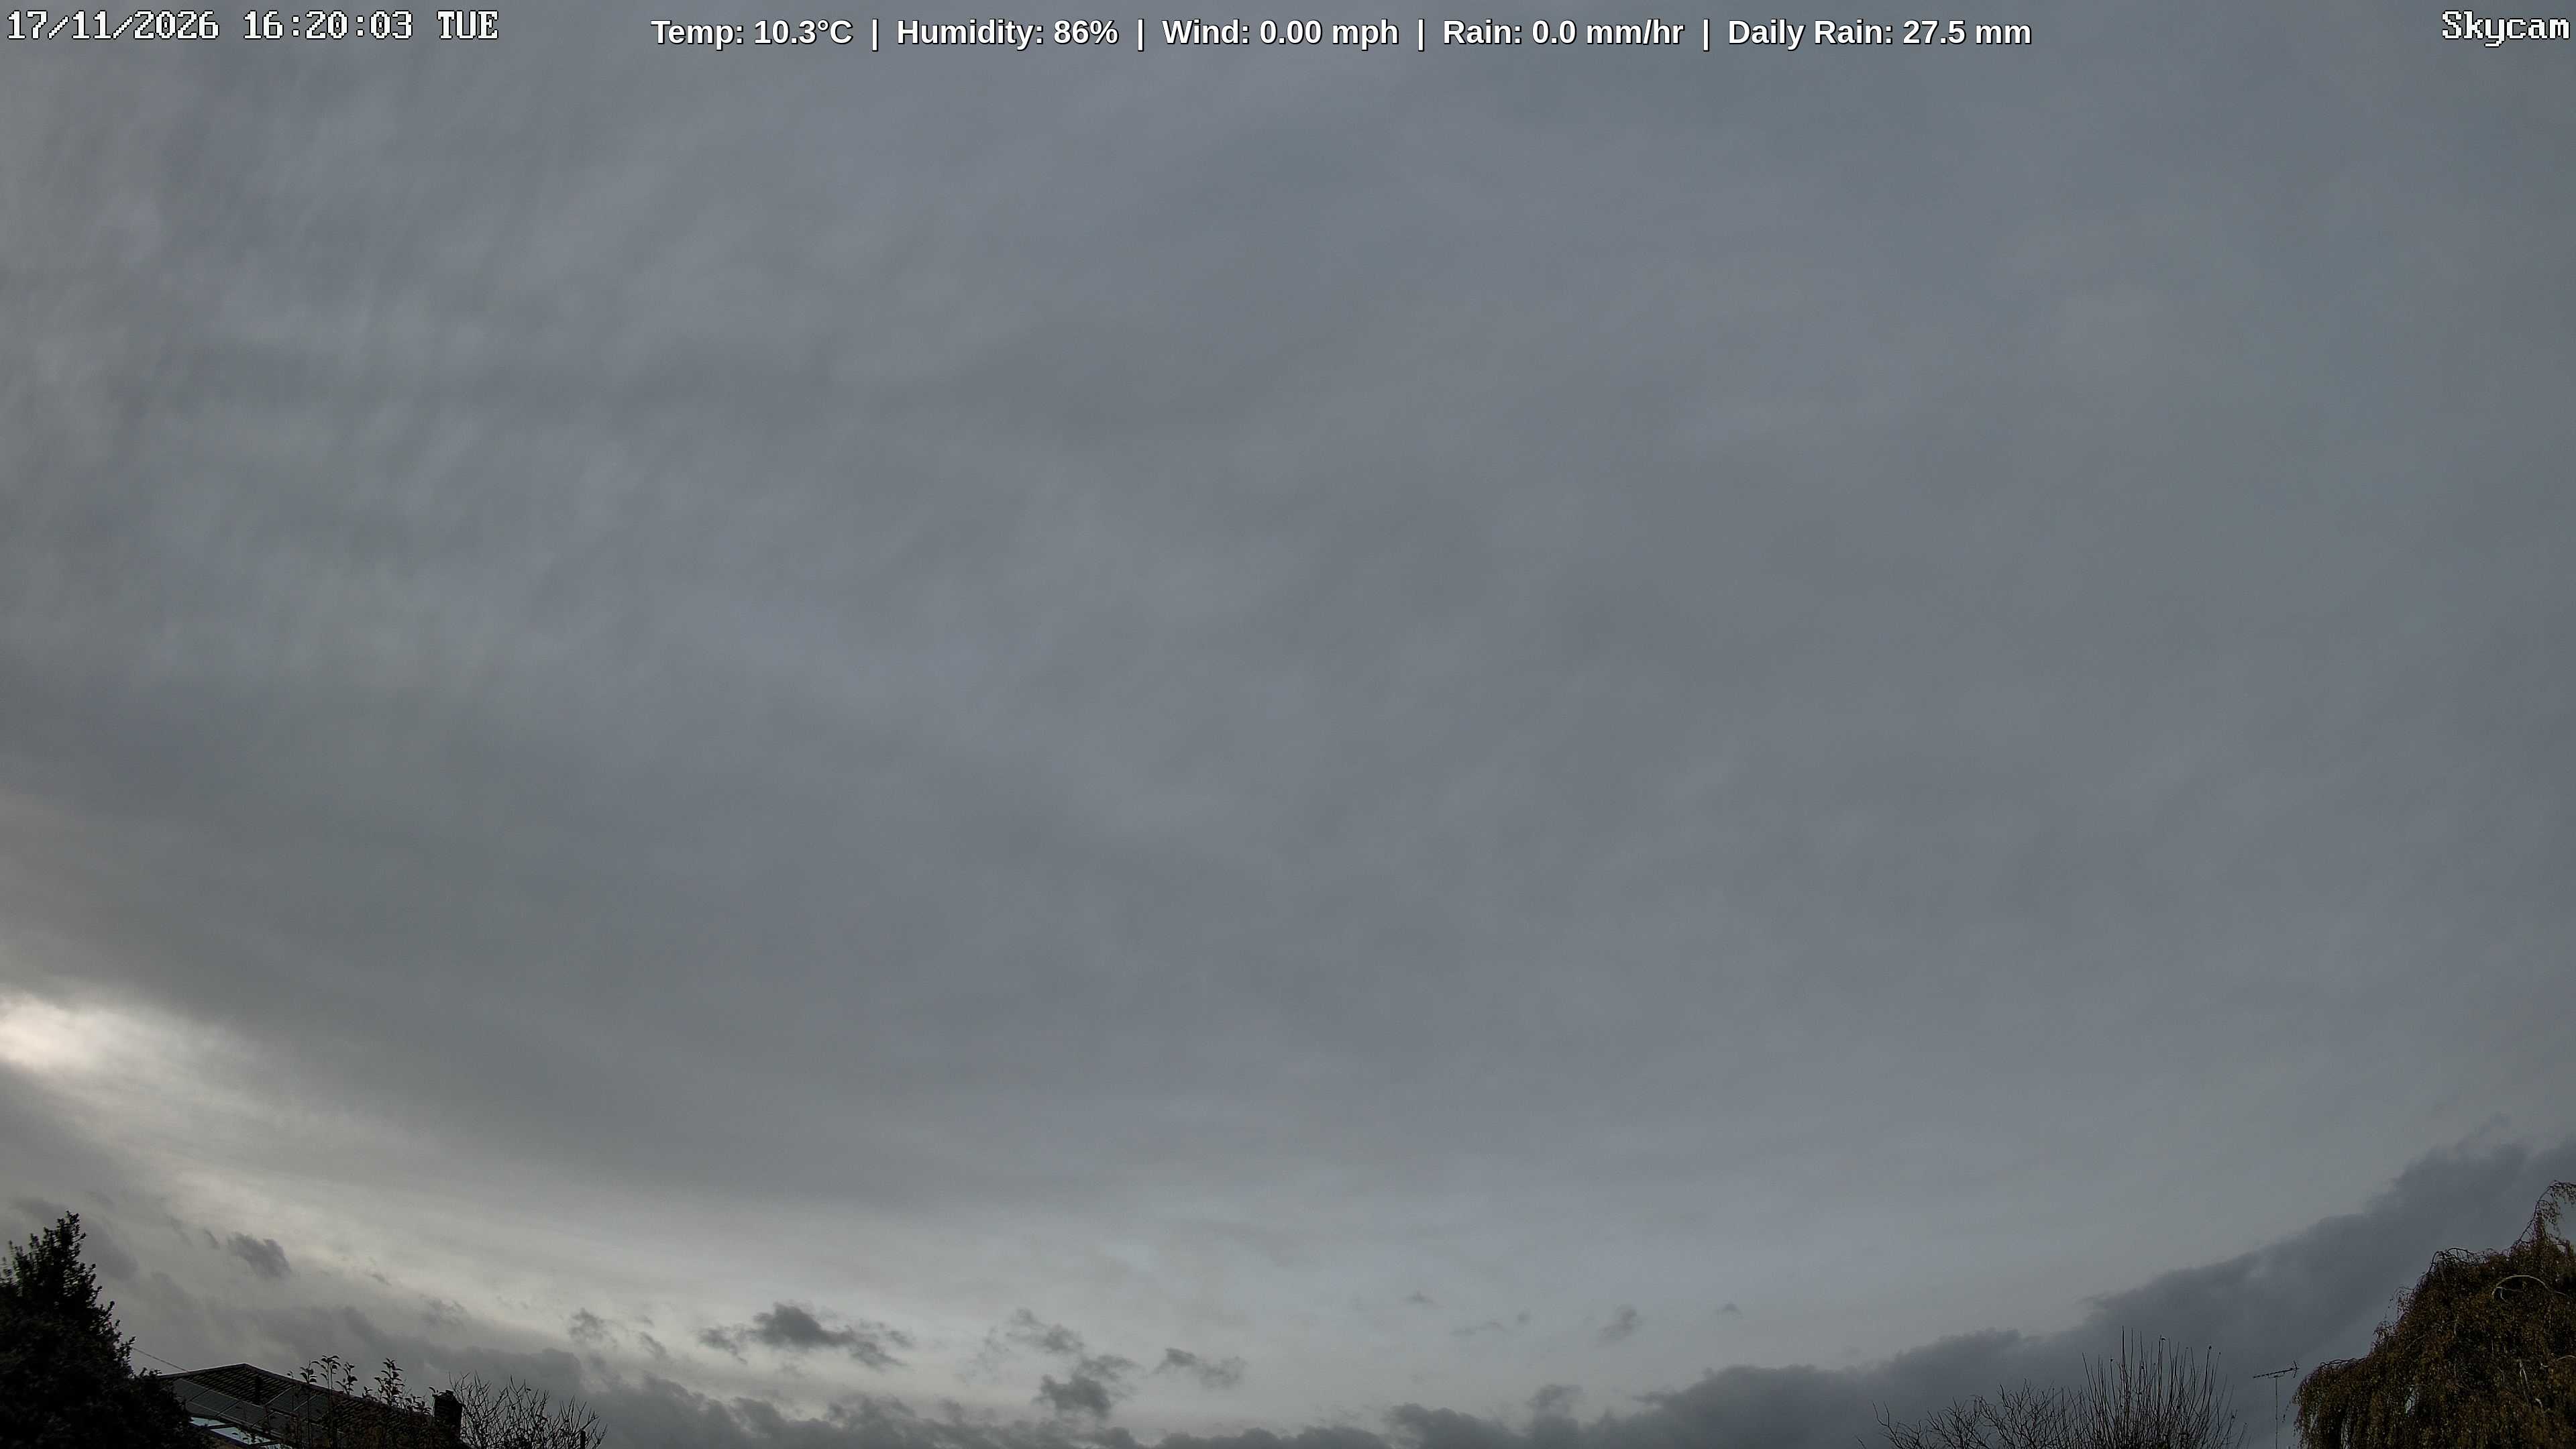 17/11/2026 16:20:03 TUE
Temp: 10.3°C | Humidity: 86% | Wind: 0.00 mph | Rain: 0.0 mm/hr | Daily Rain: 27.5 mm
Skycam